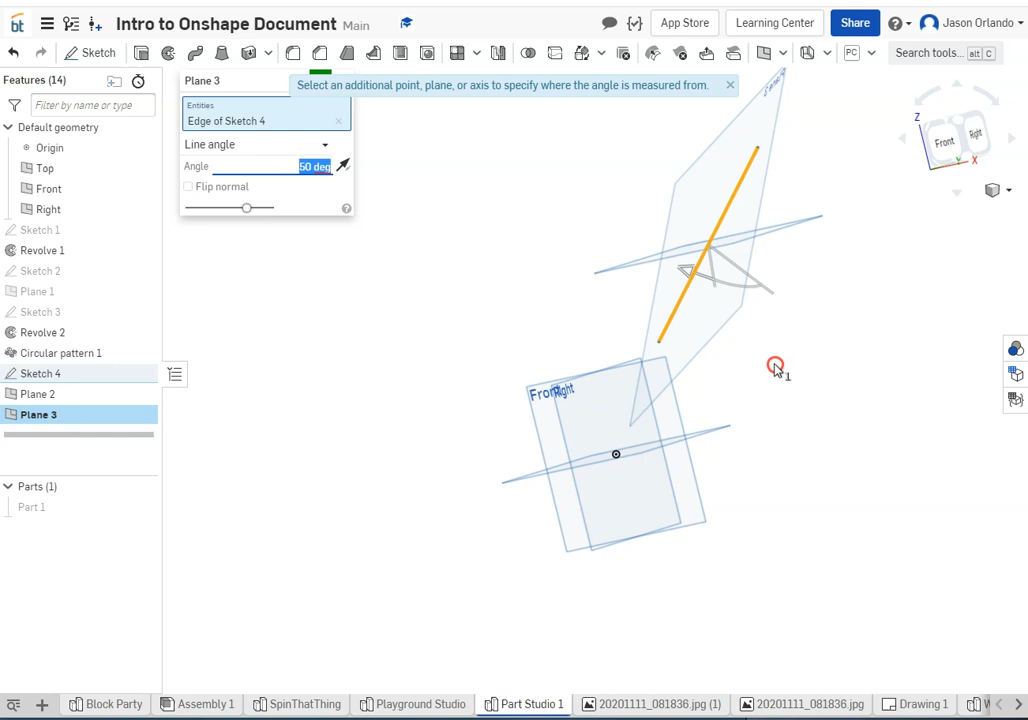 bt Intro to Onshape Document Main App Store Learning Center Share Jason Orlando
Sketch PC Search tools... alt C
Features (14)
Filter by name or type
Default geometry
Origin
Top
Front
Right
Sketch 1
Revolve 1
Sketch 2
Plane 1
Sketch 3
Revolve 2
Circular pattern 1
Sketch 4
Plane 2
Plane 3
Parts (1)
Part 1
Plane 3
Select an additional point, plane, or axis to specify where the angle is measured from.
Entities
Edge of Sketch 4
Line angle
Angle 50 deg
Flip normal
Front
Right
1
Z
Front
Right
X
Block Party Assembly 1 SpinThatThing Playground Studio Part Studio 1 20201111_081836.jpg (1) 20201111_081836.jpg Drawing 1